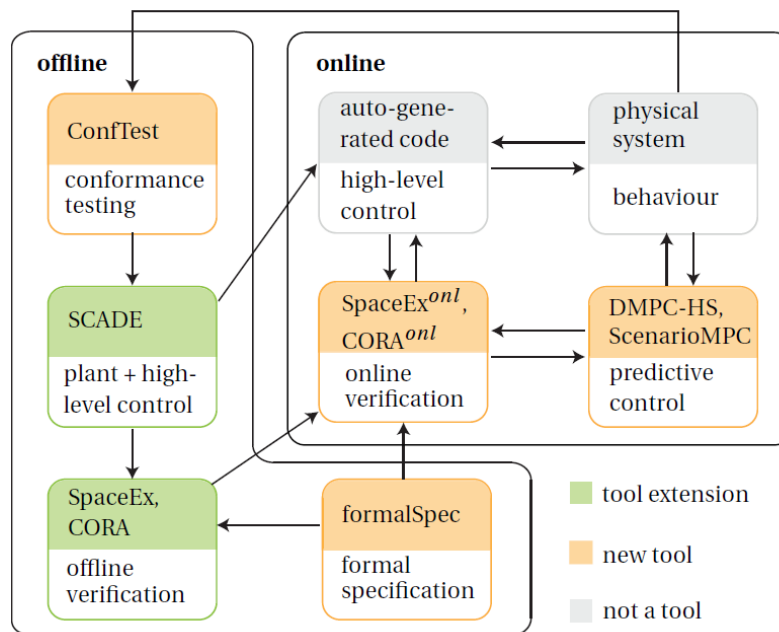 offline
online
ConfTest
conformance
testing
auto-gene-
rated code
high-level
control
physical
system
behaviour
SCADE
plant + high-
level control
SpaceEx^onl,
CORA^onl
online
verification
DMPC-HS,
ScenarioMPC
predictive
control
SpaceEx,
CORA
offline
verification
formalSpec
formal
specification
tool extension
new tool
not a tool